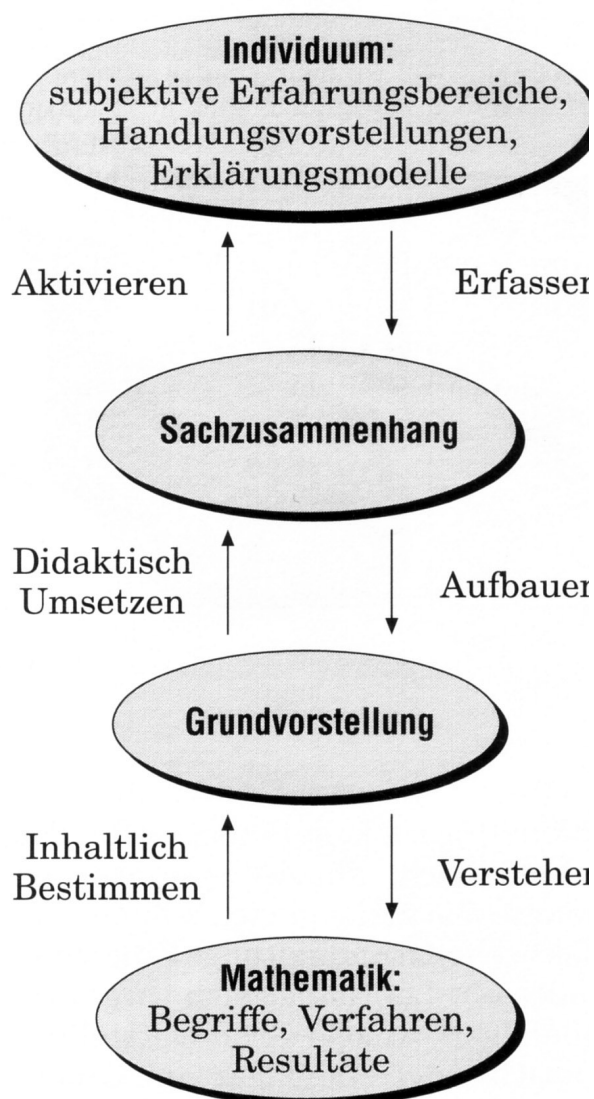 Individuum:
subjektive Erfahrungsbereiche,
Handlungsvorstellungen,
Erklärungsmodelle
Aktivieren
Erfassen
Sachzusammenhang
Didaktisch
Umsetzen
Aufbauen
Grundvorstellung
Inhaltlich
Bestimmen
Verstehen
Mathematik:
Begriffe, Verfahren,
Resultate